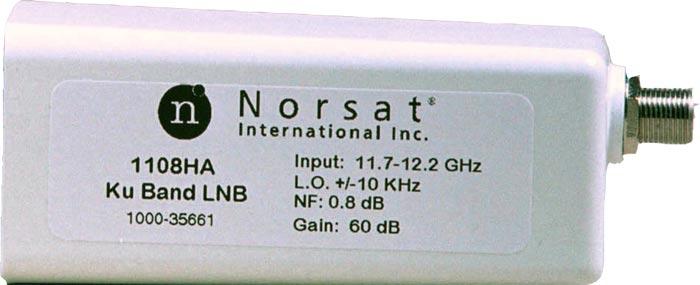 n Norsat®
International Inc.
1108HA
Ku Band LNB
1000-35661
Input: 11.7-12.2 GHz
L.O. +/-10 KHz
NF: 0.8 dB
Gain: 60 dB